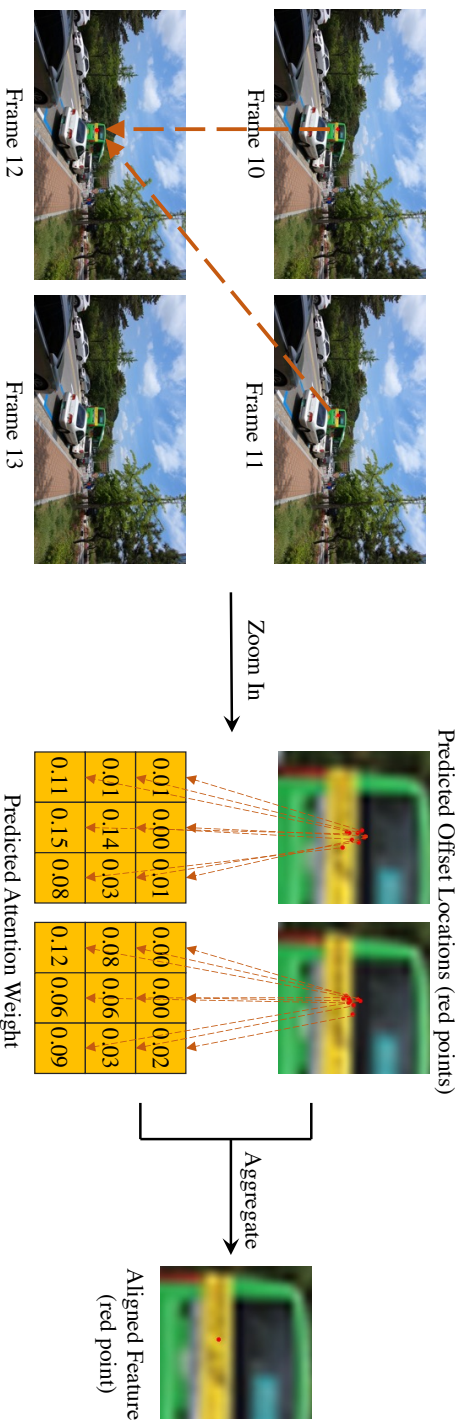 Frame 10
Frame 11
Frame 12
Frame 13
Zoom In
Predicted Offset Locations (red points)
0.01 0.00 0.01
0.01 0.14 0.03
0.11 0.15 0.08
0.00 0.00 0.02
0.08 0.06 0.03
0.12 0.06 0.09
Predicted Attention Weight
Aggregate
Aligned Feature
(red point)